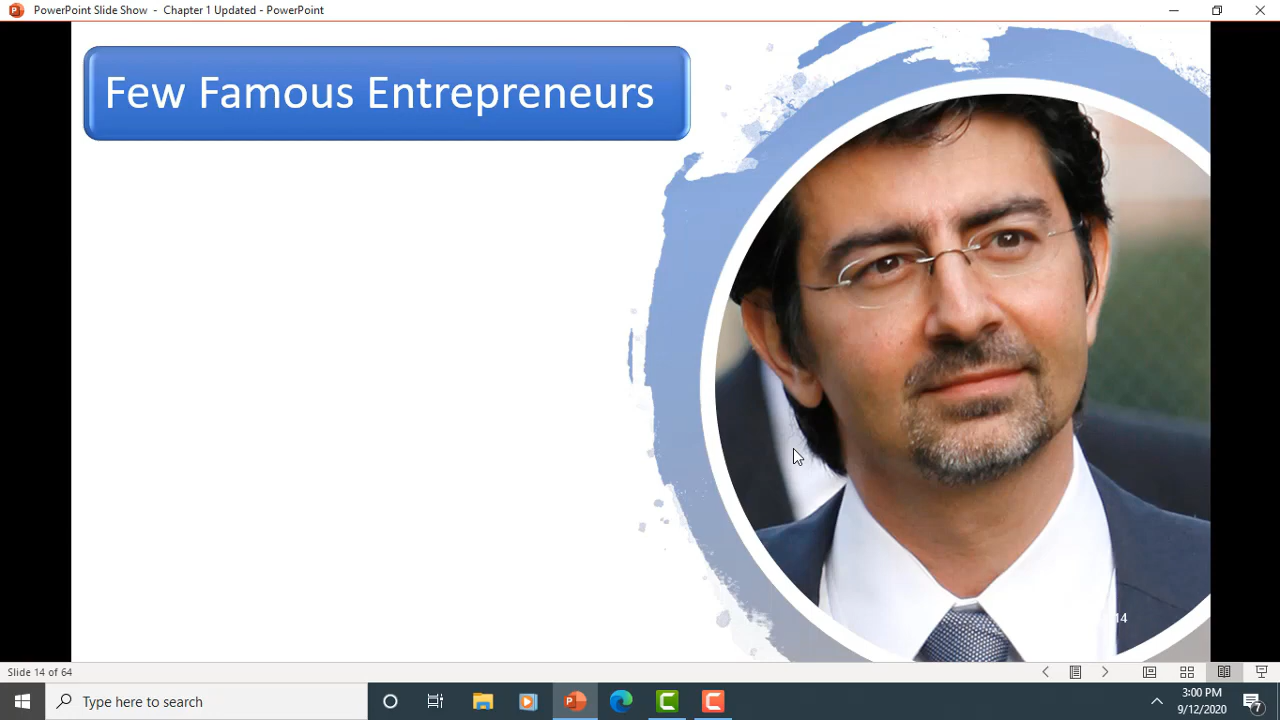 PowerPoint Slide Show - Chapter 1 Updated - PowerPoint
Few Famous Entrepreneurs
14
Slide 14 of 64
Type here to search
3:00 PM
9/12/2020
7